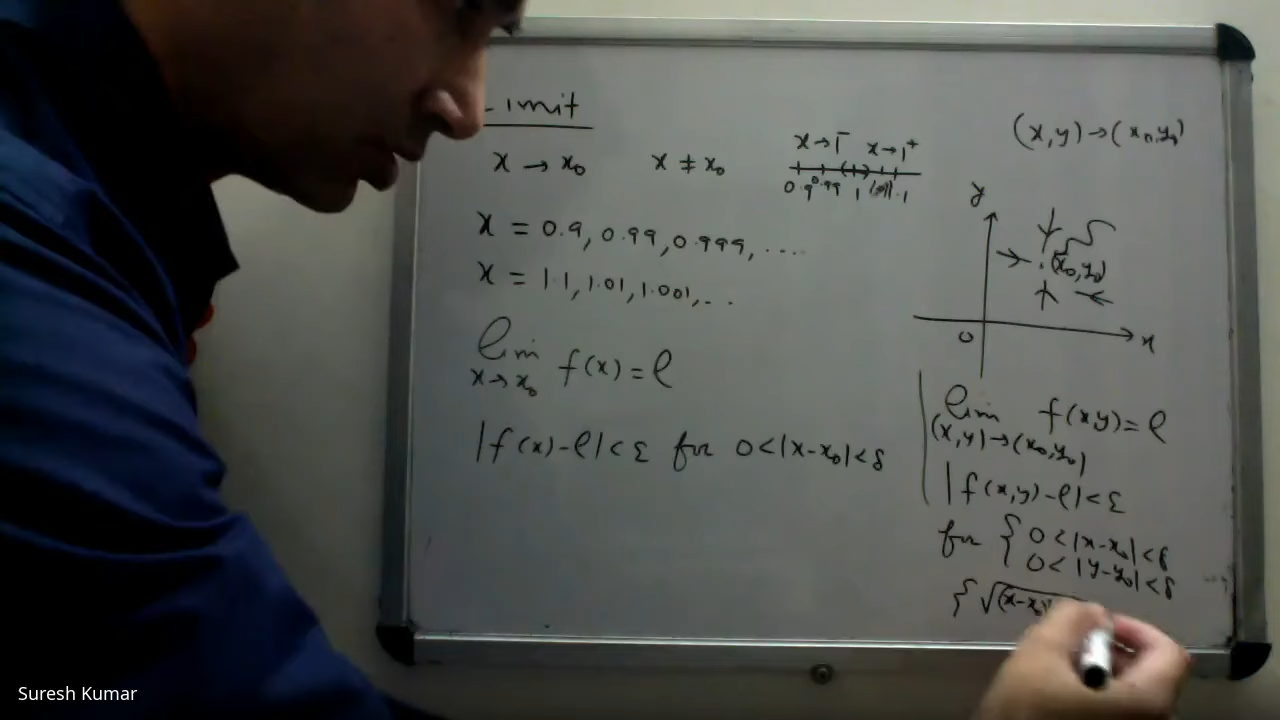 Limit
x → x₀ x ≠ x₀
x→1⁻ x→1⁺
0.9 0.99 1 1.1
x = 0.9, 0.99, 0.999, ....
x = 1.1, 1.01, 1.001, ...
lim f(x) = l
x→x₀
|f(x)-l|<ε for 0<|x-x₀|<δ
(x,y)→(x₀,y₀)
y
(x₀,y₀)
0 x
lim f(x,y)=l
(x,y)→(x₀,y₀)
|f(x,y)-l|<ε
for { 0<|x-x₀|<δ
0<|y-y₀|<δ
{ √(x-x₀)
Suresh Kumar